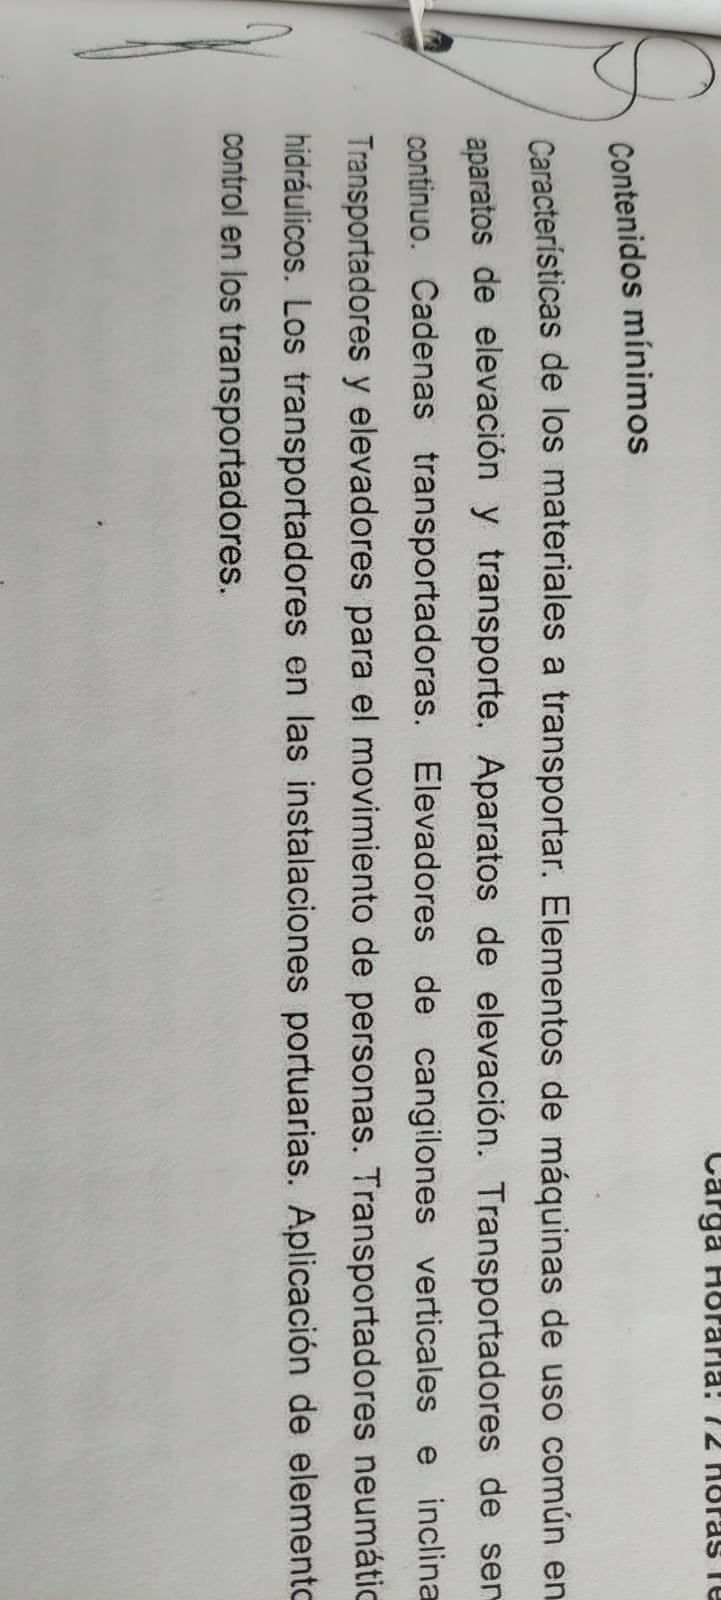 Carga Horaria: 72 horas re
Contenidos mínimos
Características de los materiales a transportar. Elementos de máquinas de uso común en
aparatos de elevación y transporte. Aparatos de elevación. Transportadores de ser
continuo. Cadenas transportadoras. Elevadores de cangilones verticales e inclina
Transportadores y elevadores para el movimiento de personas. Transportadores neumátic
hidráulicos. Los transportadores en las instalaciones portuarias. Aplicación de elemento
control en los transportadores.